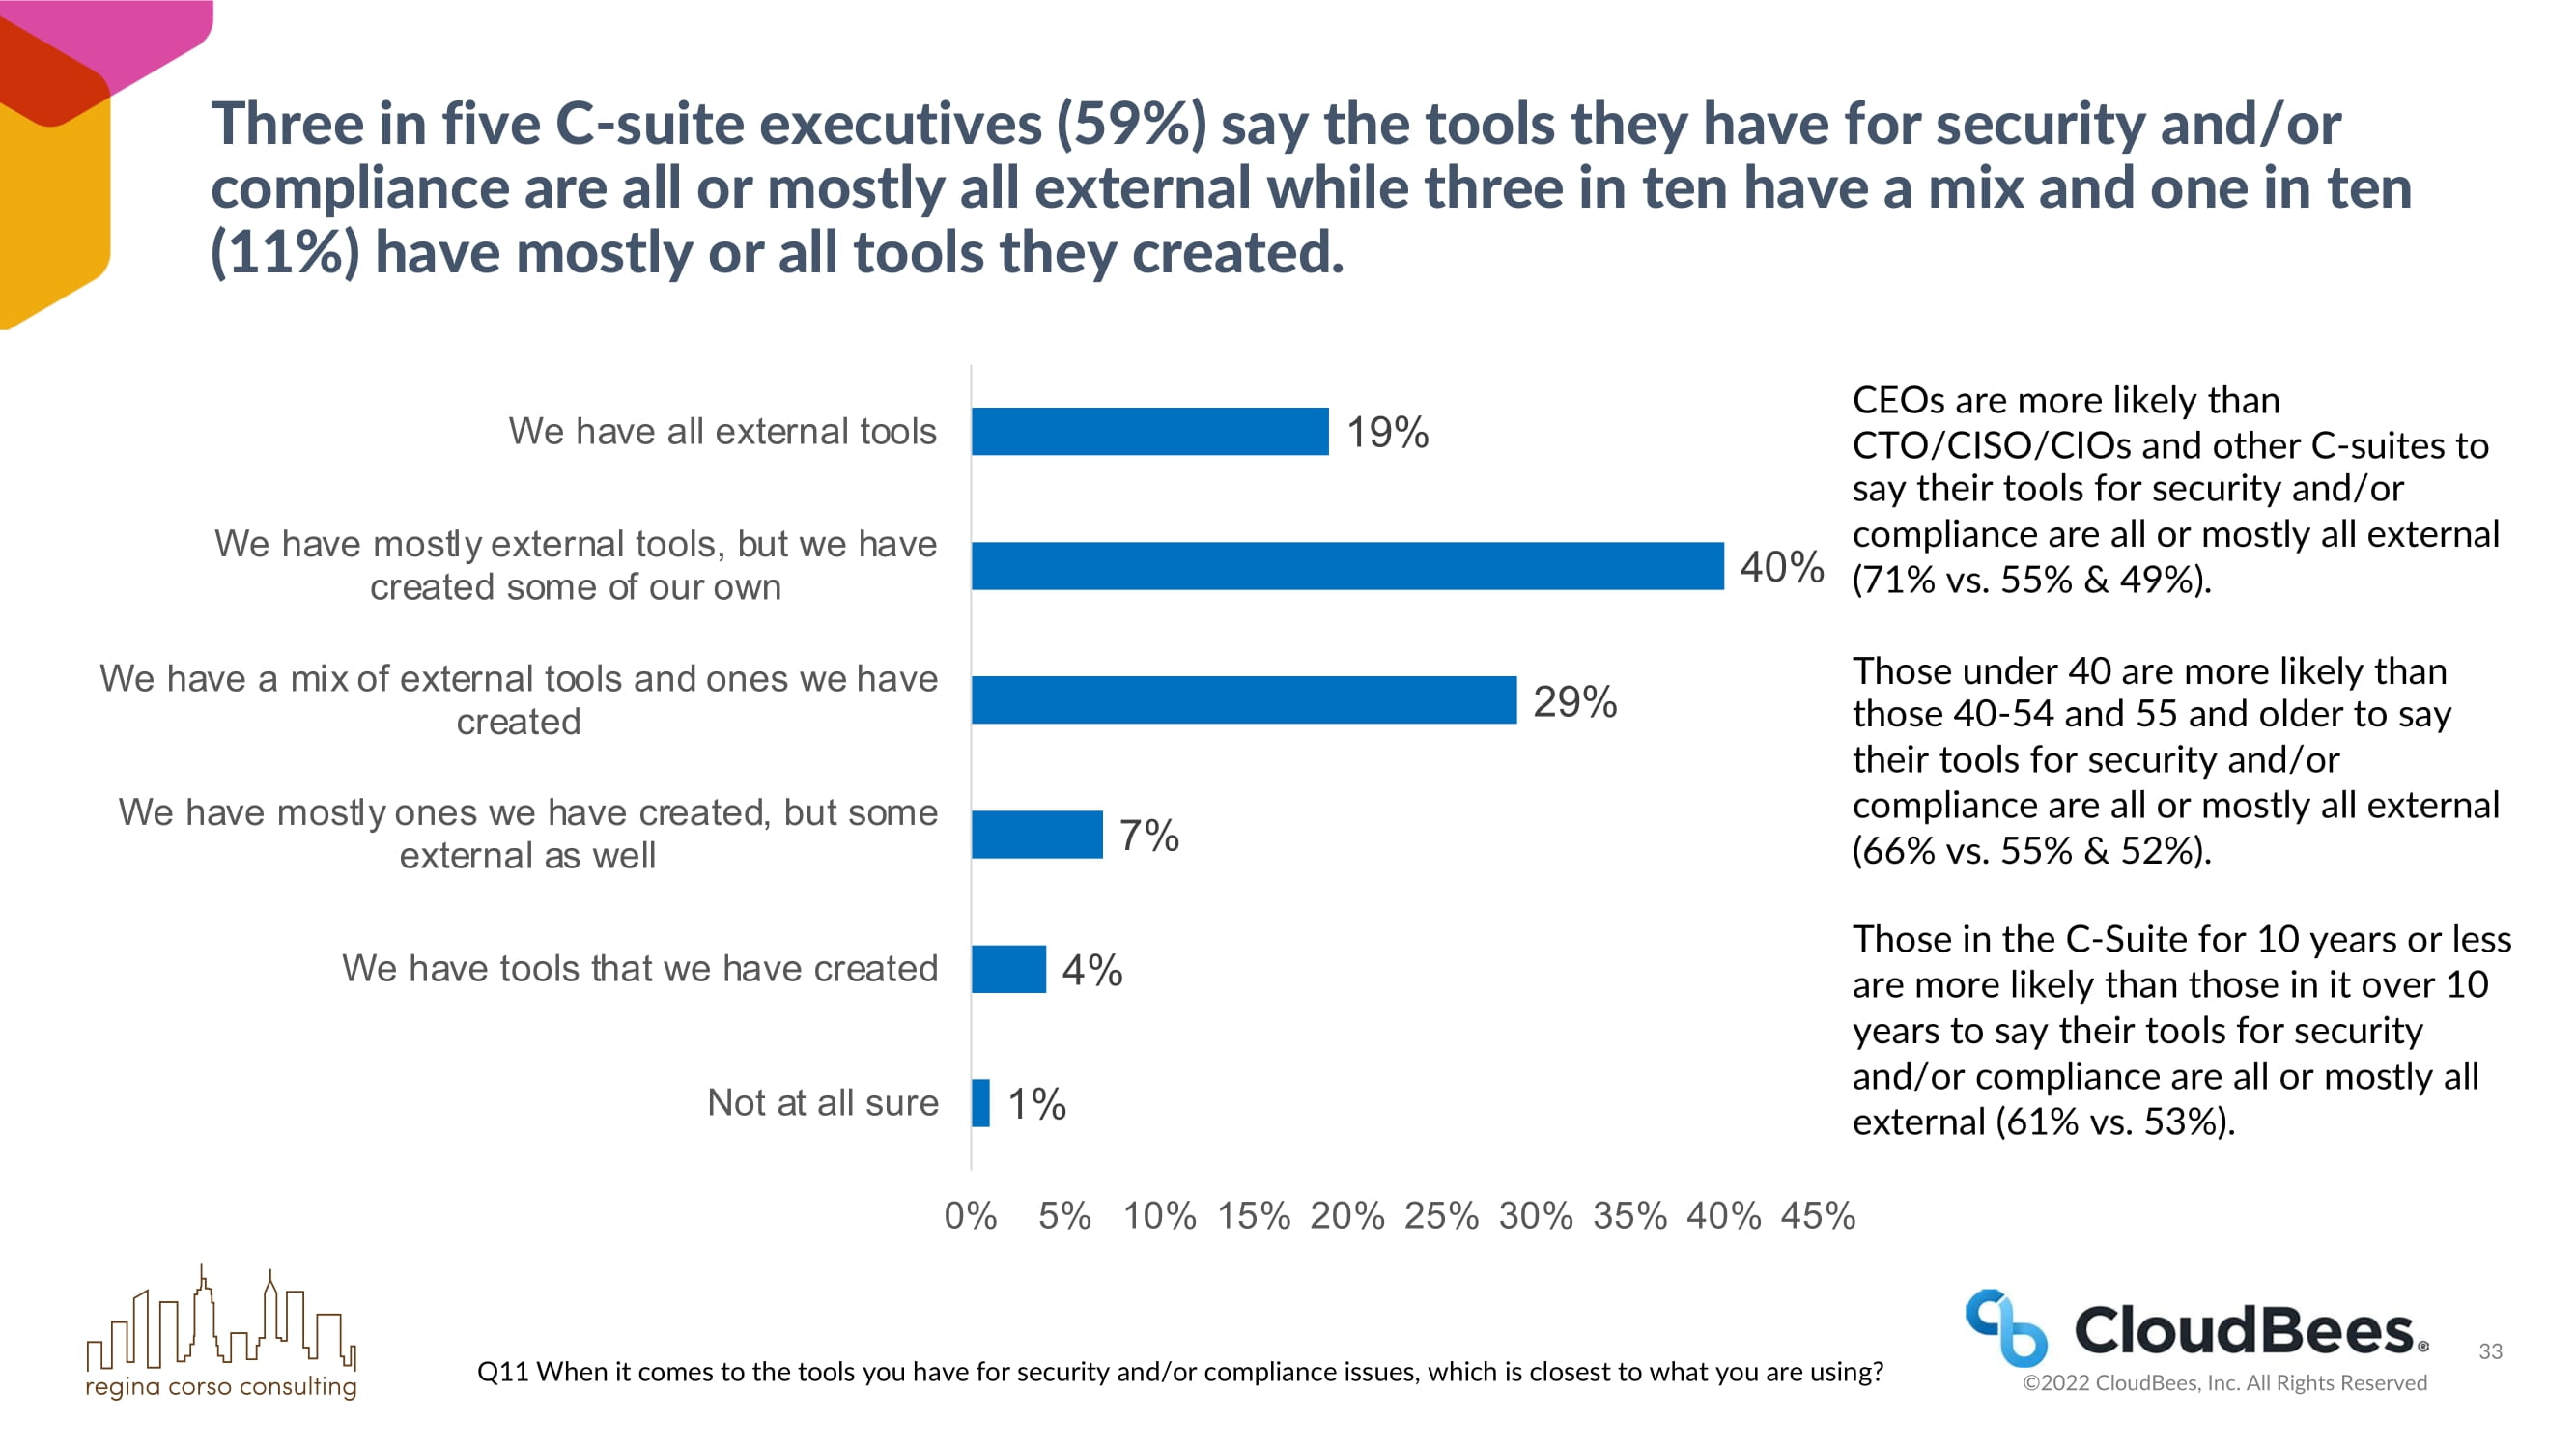 Three in five C-suite executives (59%) say the tools they have for security and/or
compliance are all or mostly all external while three in ten have a mix and one in ten
(11%) have mostly or all tools they created.
We have all external tools
19%
We have mostly external tools, but we have
created some of our own
40%
We have a mix of external tools and ones we have
created
29%
We have mostly ones we have created, but some
external as well
7%
We have tools that we have created
4%
Not at all sure
1%
0% 5% 10% 15% 20% 25% 30% 35% 40% 45%
CEOs are more likely than
CTO/CISO/CIOs and other C-suites to
say their tools for security and/or
compliance are all or mostly all external
(71% vs. 55% & 49%).
Those under 40 are more likely than
those 40-54 and 55 and older to say
their tools for security and/or
compliance are all or mostly all external
(66% vs. 55% & 52%).
Those in the C-Suite for 10 years or less
are more likely than those in it over 10
years to say their tools for security
and/or compliance are all or mostly all
external (61% vs. 53%).
regina corso consulting
Q11 When it comes to the tools you have for security and/or compliance issues, which is closest to what you are using?
CloudBees®
33
©2022 CloudBees, Inc. All Rights Reserved